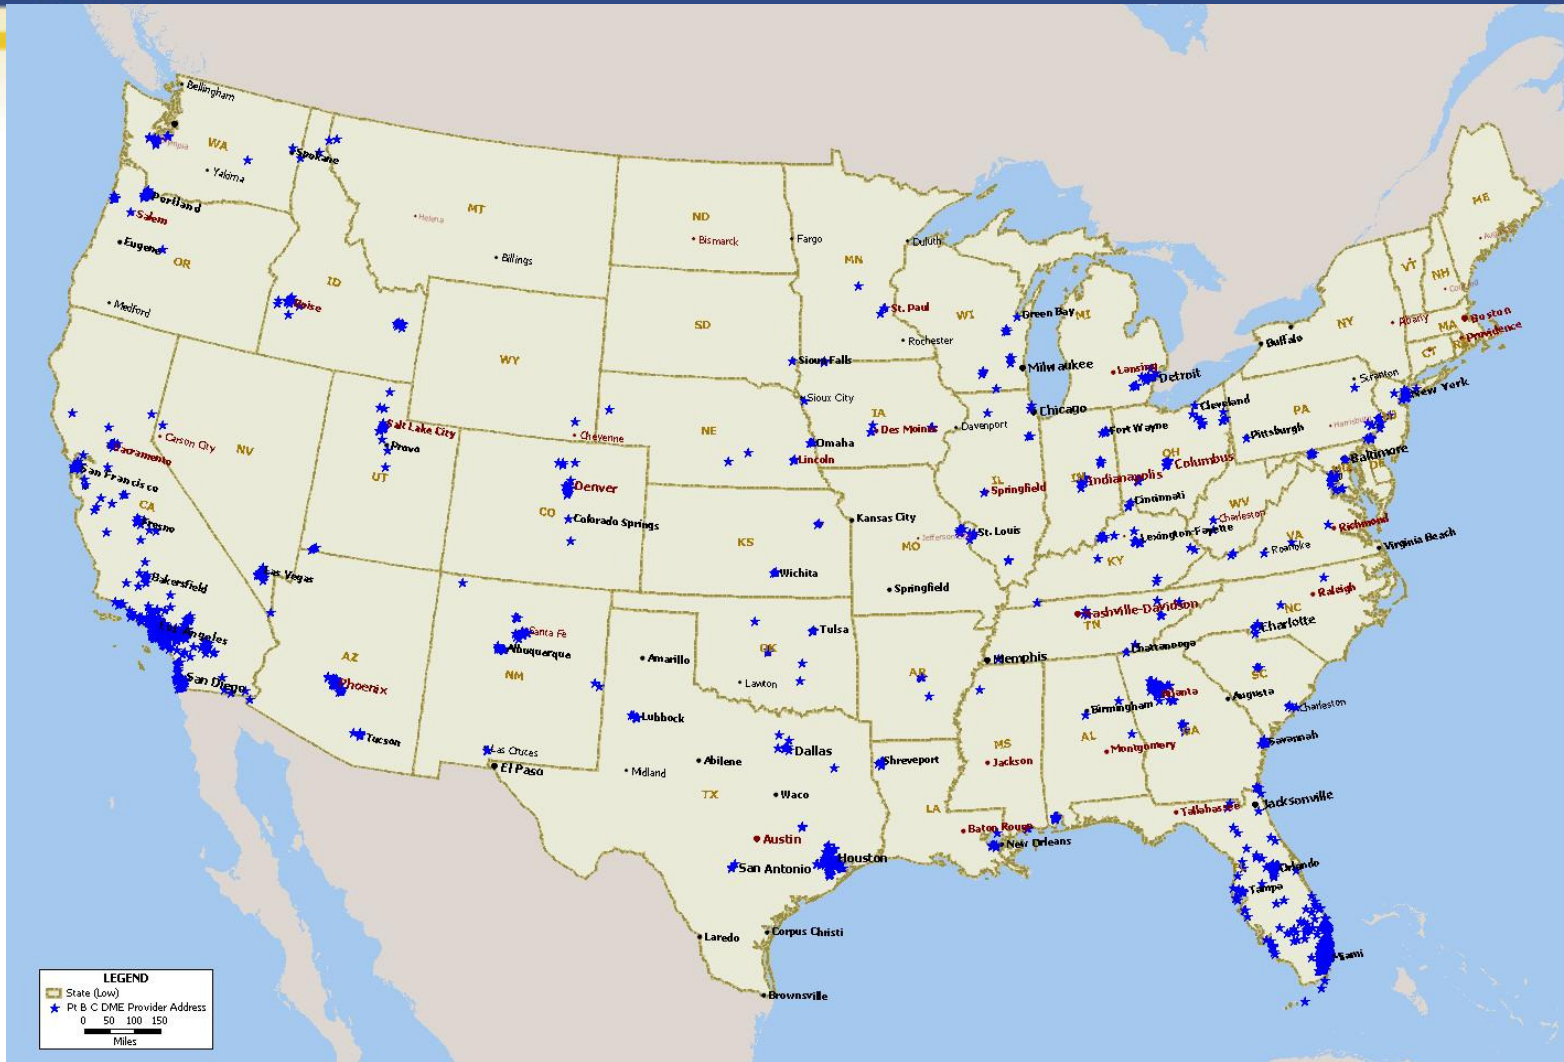 Bellingham
WA
Yakima
Spokane
Portland
Salem
Eugene
OR
Medford
ID
Boise
MT
Helena
Billings
ND
Bismarck
Fargo
MN
Duluth
St. Paul
Rochester
WI
Green Bay
Milwaukee
MI
Lansing
Detroit
SD
Sioux Falls
WY
Cheyenne
NE
Omaha
Lincoln
Sioux City
IA
Des Moines
Davenport
Chicago
ME
VT
NH
NY
Albany
MA
Boston
Providence
CT
Buffalo
Scranton
New York
PA
Pittsburgh
Baltimore
DE
Cleveland
OH
Columbus
Fort Wayne
Indianapolis
Cincinnati
IL
Springfield
St. Louis
Carson City
NV
Sacramento
San Francisco
CA
Fresno
Bakersfield
Los Angeles
San Diego
Las Vegas
Salt Lake City
Provo
UT
Denver
CO
Colorado Springs
KS
Wichita
Kansas City
MO
Springfield
Lexington-Fayette
KY
WV
Charleston
VA
Richmond
Roanoke
Virginia Beach
Raleigh
NC
Charlotte
Nashville-Davidson
TN
Chattanooga
Memphis
AZ
Phoenix
Tucson
Santa Fe
Albuquerque
NM
Las Cruces
El Paso
Amarillo
Lubbock
Midland
Abilene
OK
Tulsa
Lawton
AR
Dallas
Waco
TX
Austin
San Antonio
Houston
Laredo
Corpus Christi
Brownsville
Shreveport
LA
Baton Rouge
New Orleans
MS
Jackson
AL
Birmingham
Montgomery
Atlanta
GA
Augusta
SC
Charleston
Savannah
Tallahassee
Jacksonville
Orlando
Tampa
Miami
LEGEND
State (Low)
Pt B C DME Provider Address
0 50 100 150
Miles